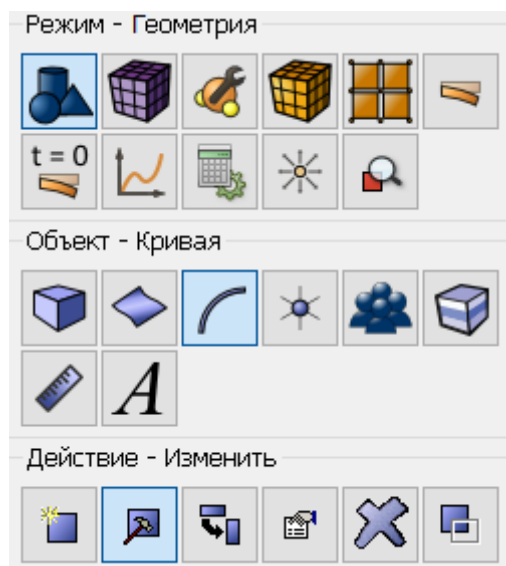 Режим - Геометрия
t = 0
Объект - Кривая
A
Действие - Изменить